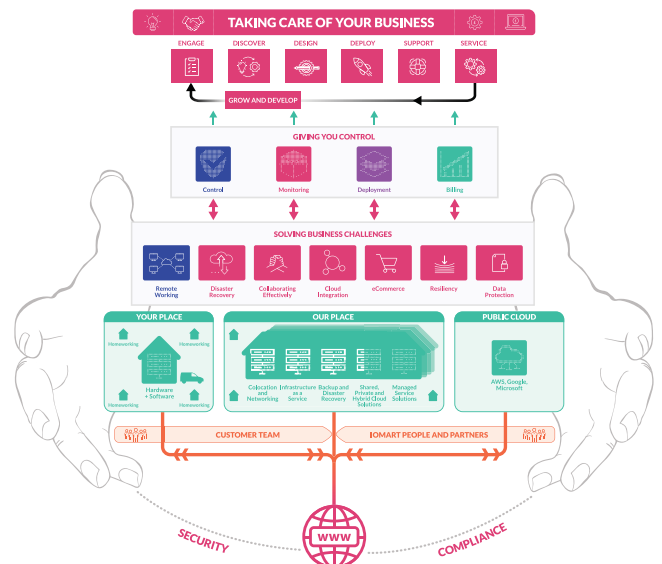 TAKING CARE OF YOUR BUSINESS
ENGAGE
DISCOVER
DESIGN
DEPLOY
SUPPORT
SERVICE
GROW AND DEVELOP
GIVING YOU CONTROL
Control
Monitoring
Deployment
Billing
SOLVING BUSINESS CHALLENGES
Remote
Working
Disaster
Recovery
Collaborating
Effectively
Cloud
Integration
eCommerce
Resiliency
Data
Protection
YOUR PLACE
Homeworking
Homeworking
Hardware
+ Software
Homeworking
Homeworking
OUR PLACE
Colocation
and
Networking
Infrastructure
as a
Service
Backup and
Disaster
Recovery
Shared,
Private and
Hybrid Cloud
Solutions
Managed
Service
Solutions
PUBLIC CLOUD
AWS, Google,
Microsoft
CUSTOMER TEAM
IOMART PEOPLE AND PARTNERS
WWW
SECURITY
COMPLIANCE